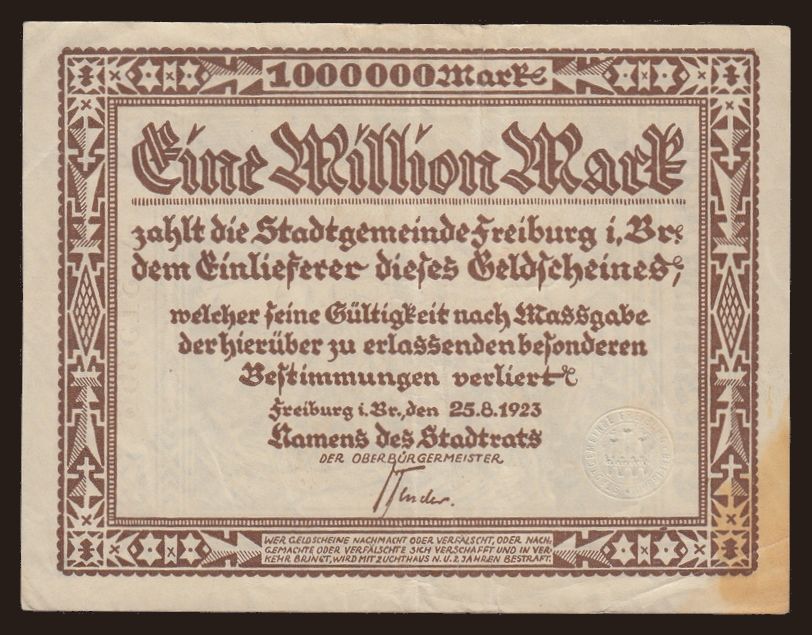 1000000 Mark
Eine Million Mark
zahlt die Stadtgemeinde Freiburg i. Br.
dem Einlieferer dieses Geldscheines,
welcher seine Gültigkeit nach Massgabe
der hierüber zu erlassenden besonderen
Bestimmungen verliert
Freiburg i. Br., den 25.8.1923
Namens des Stadtrats
DER OBERBÜRGERMEISTER
WER GELDSCHEINE NACHMACHT ODER VERFÄLSCHT, ODER NACH-
GEMACHTE ODER VERFÄLSCHTE SICH VERSCHAFFT UND IN VER-
KEHR BRINGT, WIRD MIT ZUCHTHAUS N. U. 2 JAHREN BESTRAFT.